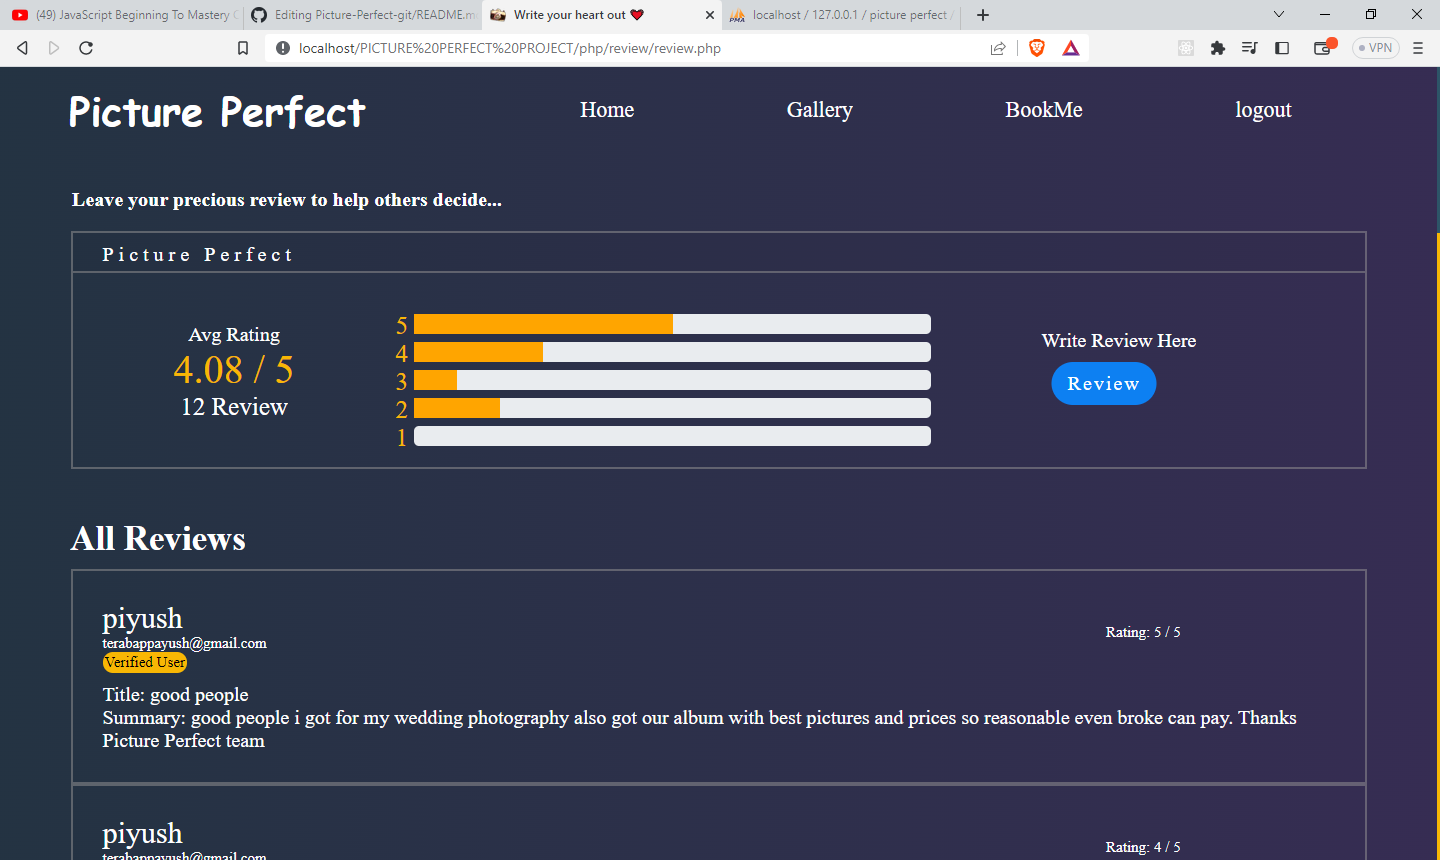 (49) JavaScript Beginning To Mastery
Editing Picture-Perfect-git/README.m
Write your heart out ❤
localhost / 127.0.0.1 / picture perfect /
localhost/PICTURE%20PERFECT%20PROJECT/php/review/review.php
VPN
Picture Perfect
Home
Gallery
BookMe
logout
Leave your precious review to help others decide...
Picture Perfect
Avg Rating
4.08 / 5
12 Review
5
4
3
2
1
Write Review Here
Review
All Reviews
piyush
terabappayush@gmail.com
Verified User
Rating: 5 / 5
Title: good people
Summary: good people i got for my wedding photography also got our album with best pictures and prices so reasonable even broke can pay. Thanks
Picture Perfect team
piyush
terabappayush@gmail.com
Rating: 4 / 5